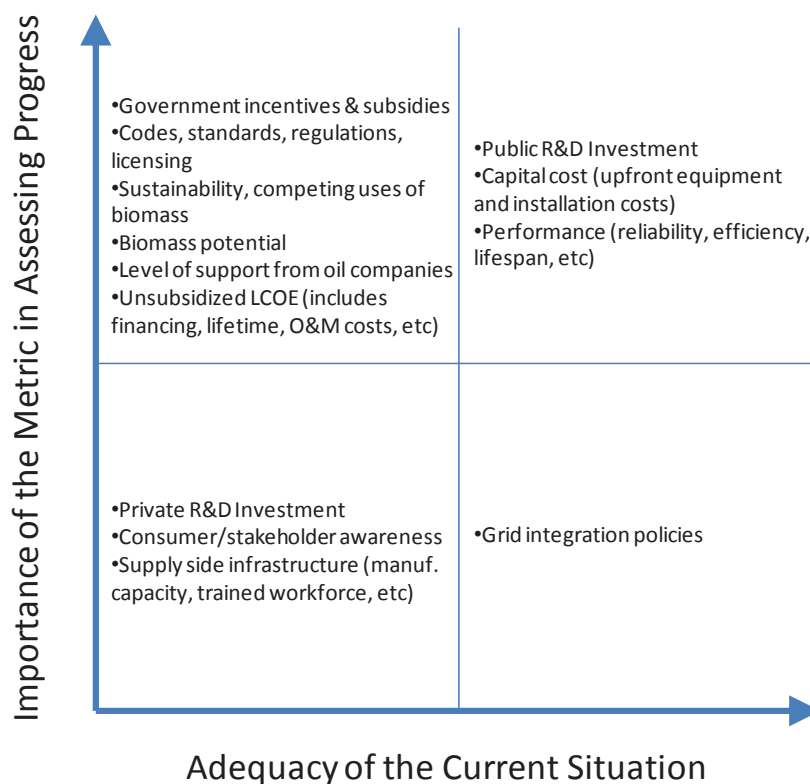 Importance of the Metric in Assessing Progress
•Government incentives & subsidies
•Codes, standards, regulations,
licensing
•Sustainability, competing uses of
biomass
•Biomass potential
•Level of support from oil companies
•Unsubsidized LCOE (includes
financing, lifetime, O&M costs, etc)
•Public R&D Investment
•Capital cost (upfront equipment
and installation costs)
•Performance (reliability, efficiency,
lifespan, etc)
•Private R&D Investment
•Consumer/stakeholder awareness
•Supply side infrastructure (manuf.
capacity, trained workforce, etc)
•Grid integration policies
Adequacy of the Current Situation